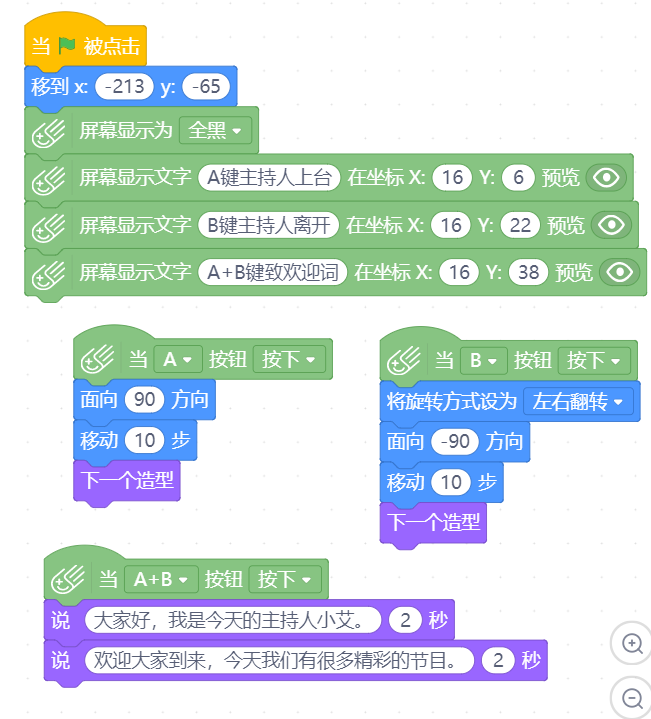 当 被点击
移到 x: -213 y: -65
屏幕显示为 全黑
屏幕显示文字 A键主持人上台 在坐标 X: 16 Y: 6 预览
屏幕显示文字 B键主持人离开 在坐标 X: 16 Y: 22 预览
屏幕显示文字 A+B键致欢迎词 在坐标 X: 16 Y: 38 预览
当 A 按钮 按下
面向 90 方向
移动 10 步
下一个造型
当 B 按钮 按下
将旋转方式设为 左右翻转
面向 -90 方向
移动 10 步
下一个造型
当 A+B 按钮 按下
说 大家好，我是今天的主持人小艾。 2 秒
说 欢迎大家到来，今天我们有很多精彩的节目。 2 秒